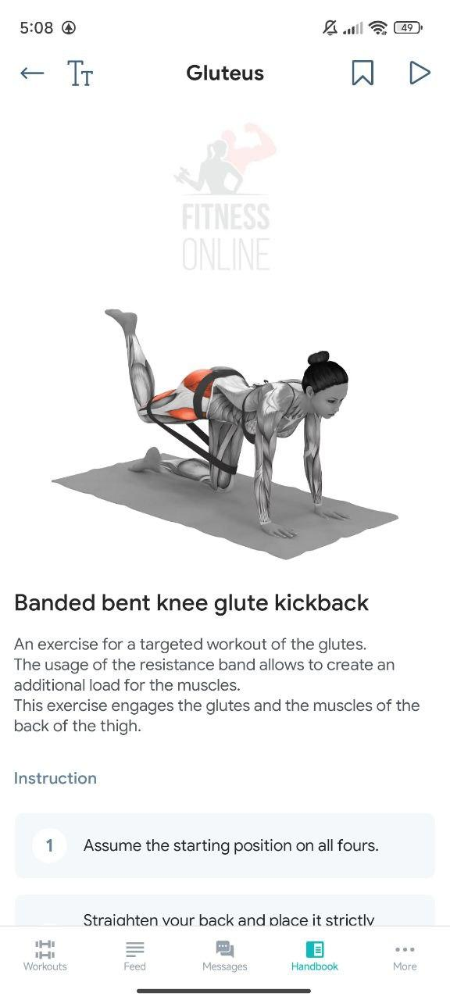 5:08
49
Tт
Gluteus
FITNESS
ONLINE
Banded bent knee glute kickback
An exercise for a targeted workout of the glutes.
The usage of the resistance band allows to create an
additional load for the muscles.
This exercise engages the glutes and the muscles of the
back of the thigh.
Instruction
1 Assume the starting position on all fours.
Straighten your back and place it strictly
Workouts Feed Messages Handbook More